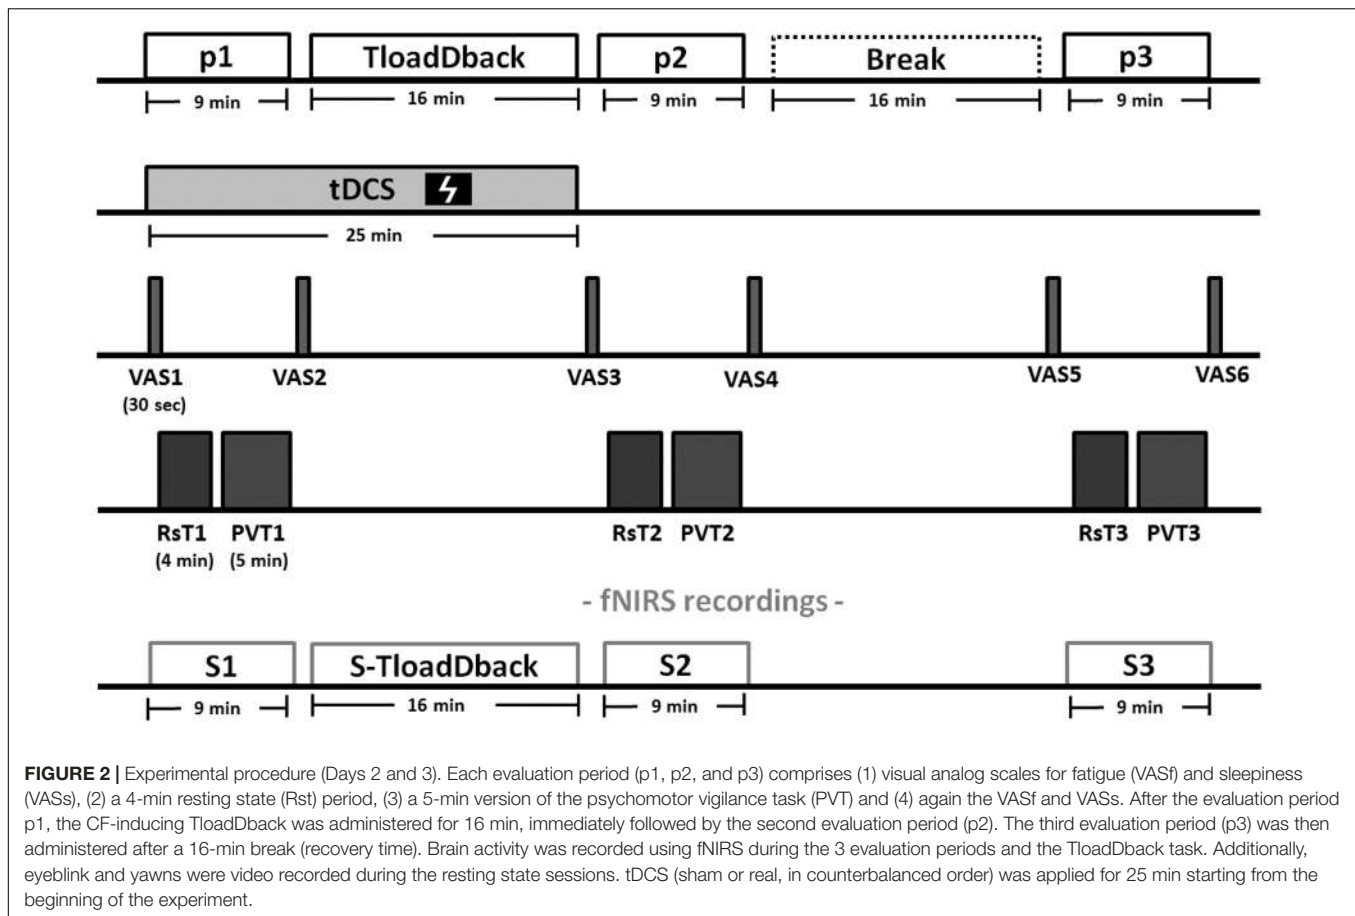 p1 TloadDback p2 Break p3
9 min 16 min 9 min 16 min 9 min
tDCS
25 min
VAS1 VAS2 VAS3 VAS4 VAS5 VAS6
(30 sec)
RsT1 PVT1 RsT2 PVT2 RsT3 PVT3
(4 min) (5 min)
- fNIRS recordings -
S1 S-TloadDback S2 S3
9 min 16 min 9 min 9 min
FIGURE 2 | Experimental procedure (Days 2 and 3). Each evaluation period (p1, p2, and p3) comprises (1) visual analog scales for fatigue (VASf) and sleepiness
(VASs), (2) a 4-min resting state (Rst) period, (3) a 5-min version of the psychomotor vigilance task (PVT) and (4) again the VASf and VASs. After the evaluation period
p1, the CF-inducing TloadDback was administered for 16 min, immediately followed by the second evaluation period (p2). The third evaluation period (p3) was then
administered after a 16-min break (recovery time). Brain activity was recorded using fNIRS during the 3 evaluation periods and the TloadDback task. Additionally,
eyeblink and yawns were video recorded during the resting state sessions. tDCS (sham or real, in counterbalanced order) was applied for 25 min starting from the
beginning of the experiment.